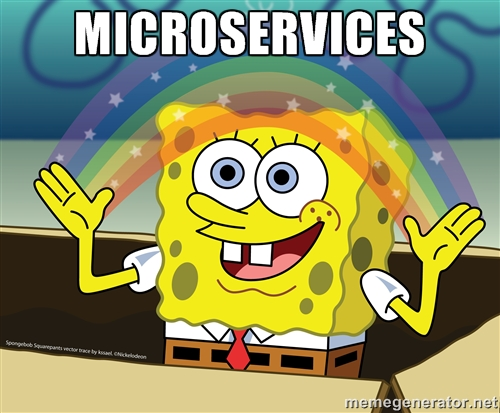 MICROSERVICES
Spongebob Squarepants vector trace by kssael. ©Nickelodeon
memegenerator.net